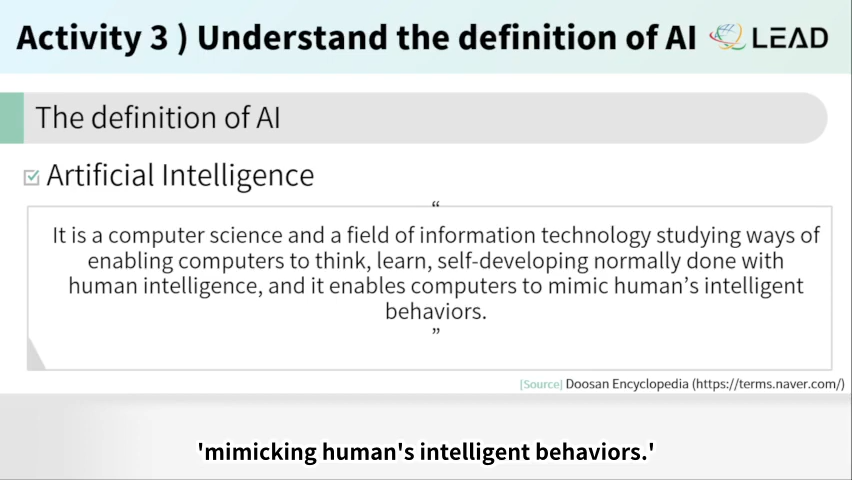 Activity 3 ) Understand the definition of AI
LEAD
The definition of AI
Artificial Intelligence
“
It is a computer science and a field of information technology studying ways of
enabling computers to think, learn, self-developing normally done with
human intelligence, and it enables computers to mimic human’s intelligent
behaviors.
”
[Source] Doosan Encyclopedia (https://terms.naver.com/)
'mimicking human's intelligent behaviors.'